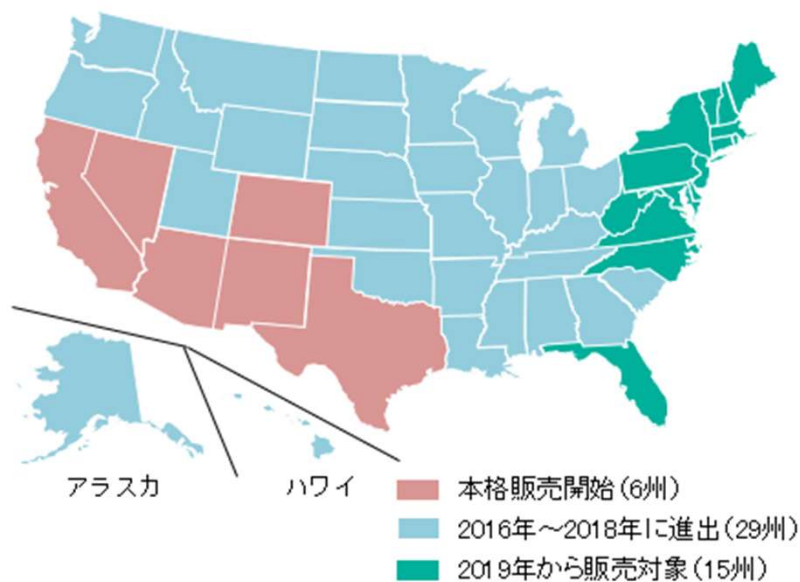 アラスカ
ハワイ
本格販売開始(6州)
2016年~2018年に進出(29州)
2019年から販売対象(15州)